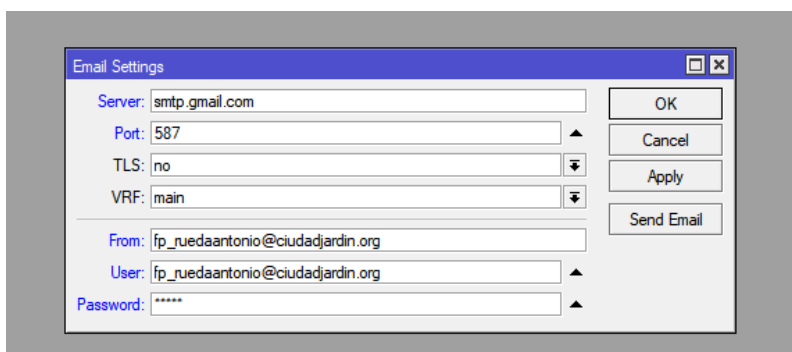 Email Settings
Server: smtp.gmail.com
OK
Port: 587
Cancel
TLS: no
Apply
VRF: main
Send Email
From: fp_ruedaantonio@ciudadjardin.org
User: fp_ruedaantonio@ciudadjardin.org
Password: *****